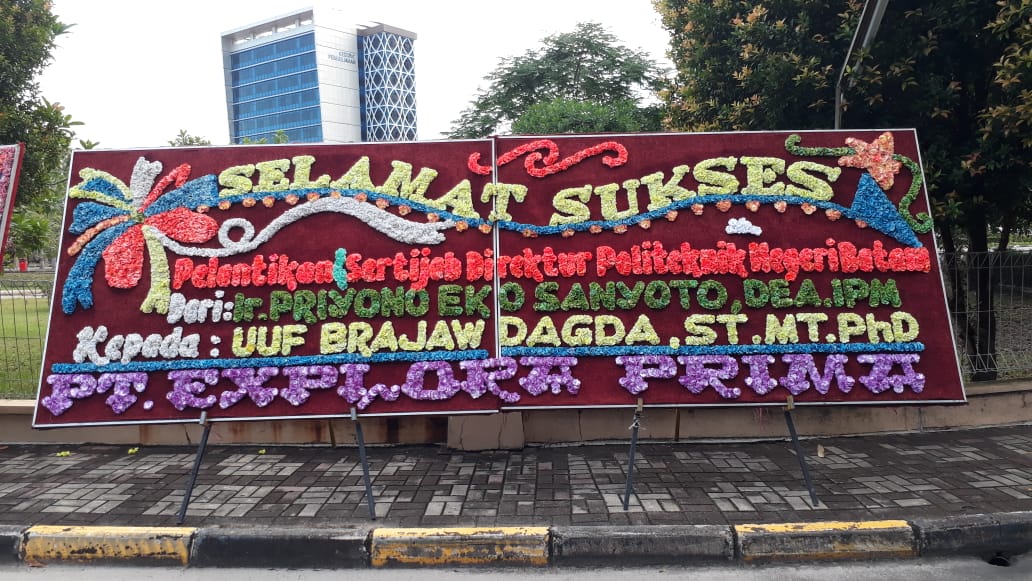 SELAMAT SUKSES
Pelantikan & Sertijab Direktur Politeknik Negeri Batam
Dari: Ir. PRIYONO EKO SANYOTO, DEA. IPM
Kepada : UUF BRAJAW DAGDA, ST. MT. PhD
PT. EXPLORA PRIMA